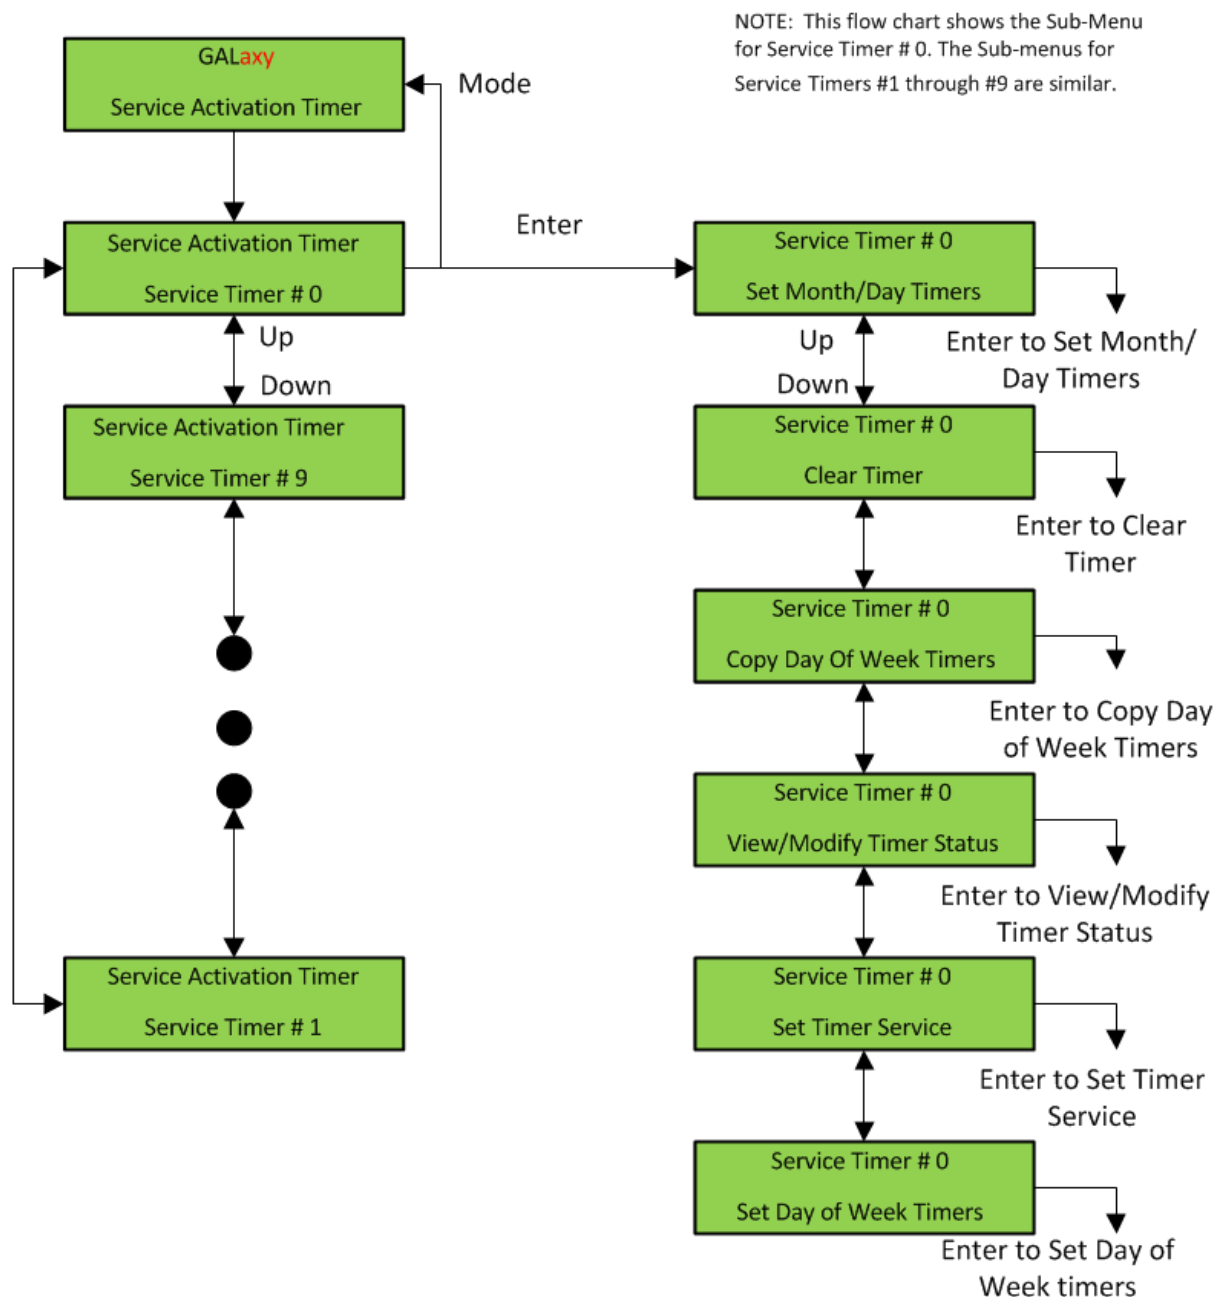 NOTE:  This flow chart shows the Sub-Menu
for Service Timer # 0. The Sub-menus for
Service Timers #1 through #9 are similar.
GALaxy
Service Activation Timer
Mode
Service Activation Timer
Service Timer # 0
Enter
Up
Down
Service Activation Timer
Service Timer # 9
Service Activation Timer
Service Timer # 1
Service Timer # 0
Set Month/Day Timers
Enter to Set Month/
Day Timers
Up
Down
Service Timer # 0
Clear Timer
Enter to Clear
Timer
Service Timer # 0
Copy Day Of Week Timers
Enter to Copy Day
of Week Timers
Service Timer # 0
View/Modify Timer Status
Enter to View/Modify
Timer Status
Service Timer # 0
Set Timer Service
Enter to Set Timer
Service
Service Timer # 0
Set Day of Week Timers
Enter to Set Day of
Week timers